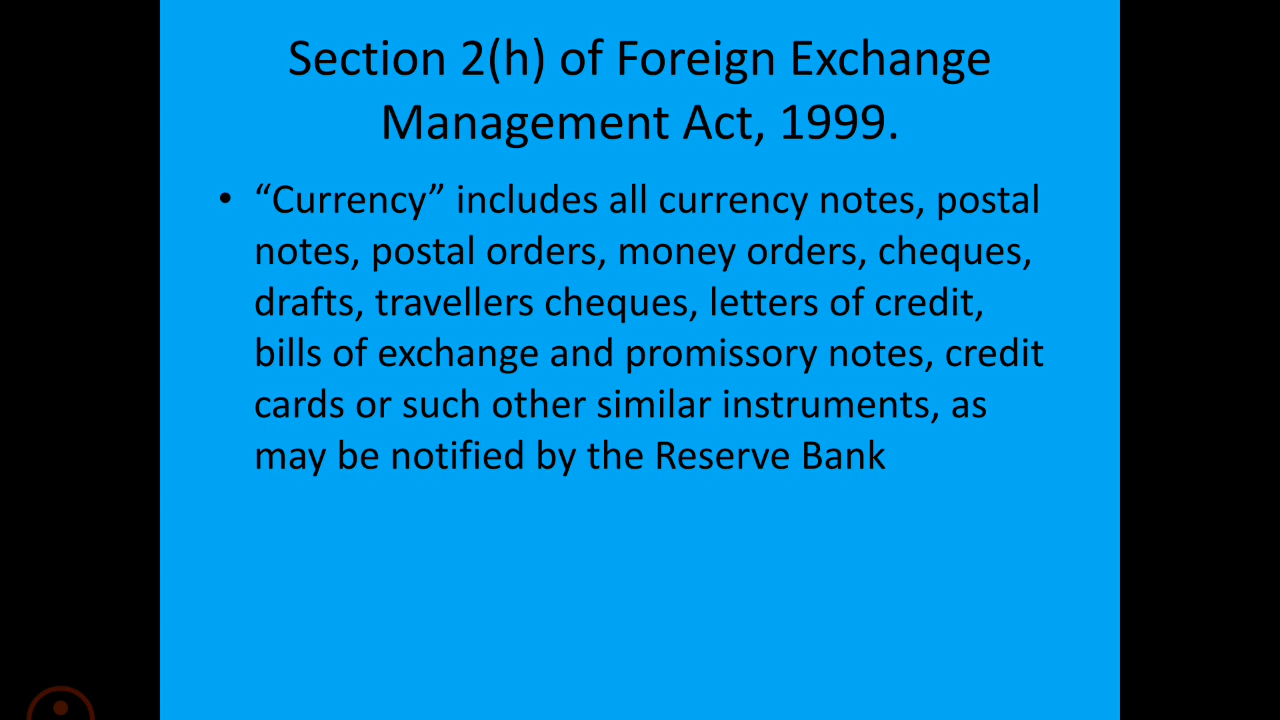 Section 2(h) of Foreign Exchange
Management Act, 1999.
• “Currency” includes all currency notes, postal
notes, postal orders, money orders, cheques,
drafts, travellers cheques, letters of credit,
bills of exchange and promissory notes, credit
cards or such other similar instruments, as
may be notified by the Reserve Bank